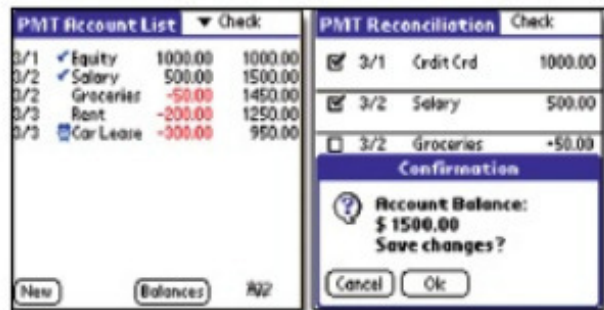 PMT Account List ▼ Check
3/1 Equity 1000.00 1000.00
3/2 Salary 500.00 1500.00
3/2 Groceries -50.00 1450.00
3/3 Rent -200.00 1250.00
3/3 Car Lease -300.00 950.00
New Balances
PMT Reconciliation Check
3/1 Crdit Crd 1000.00
3/2 Salary 500.00
3/2 Groceries -50.00
Confirmation
Account Balance:
$ 1500.00
Save changes?
Cancel Ok